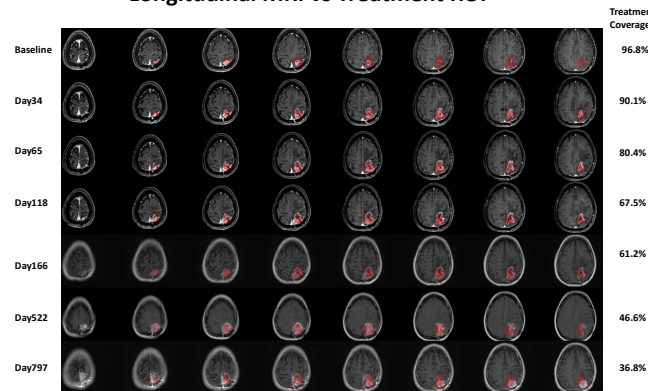 Longitudinal MRI vs Treatment ROI
Treatmen
Coverage
Baseline 96.8%
Day34 90.1%
Day65 80.4%
Day118 67.5%
Day166 61.2%
Day522 46.6%
Day797 36.8%